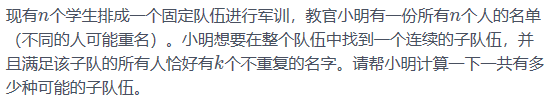 现有n个学生排成一个固定队伍进行军训，教官小明有一份所有n个人的名单
（不同的人可能重名）。小明想要在整个队伍中找到一个连续的子队伍，并
且满足该子队的所有人恰好有k个不重复的名字。请帮小明计算一下一共有多
少种可能的子队伍。